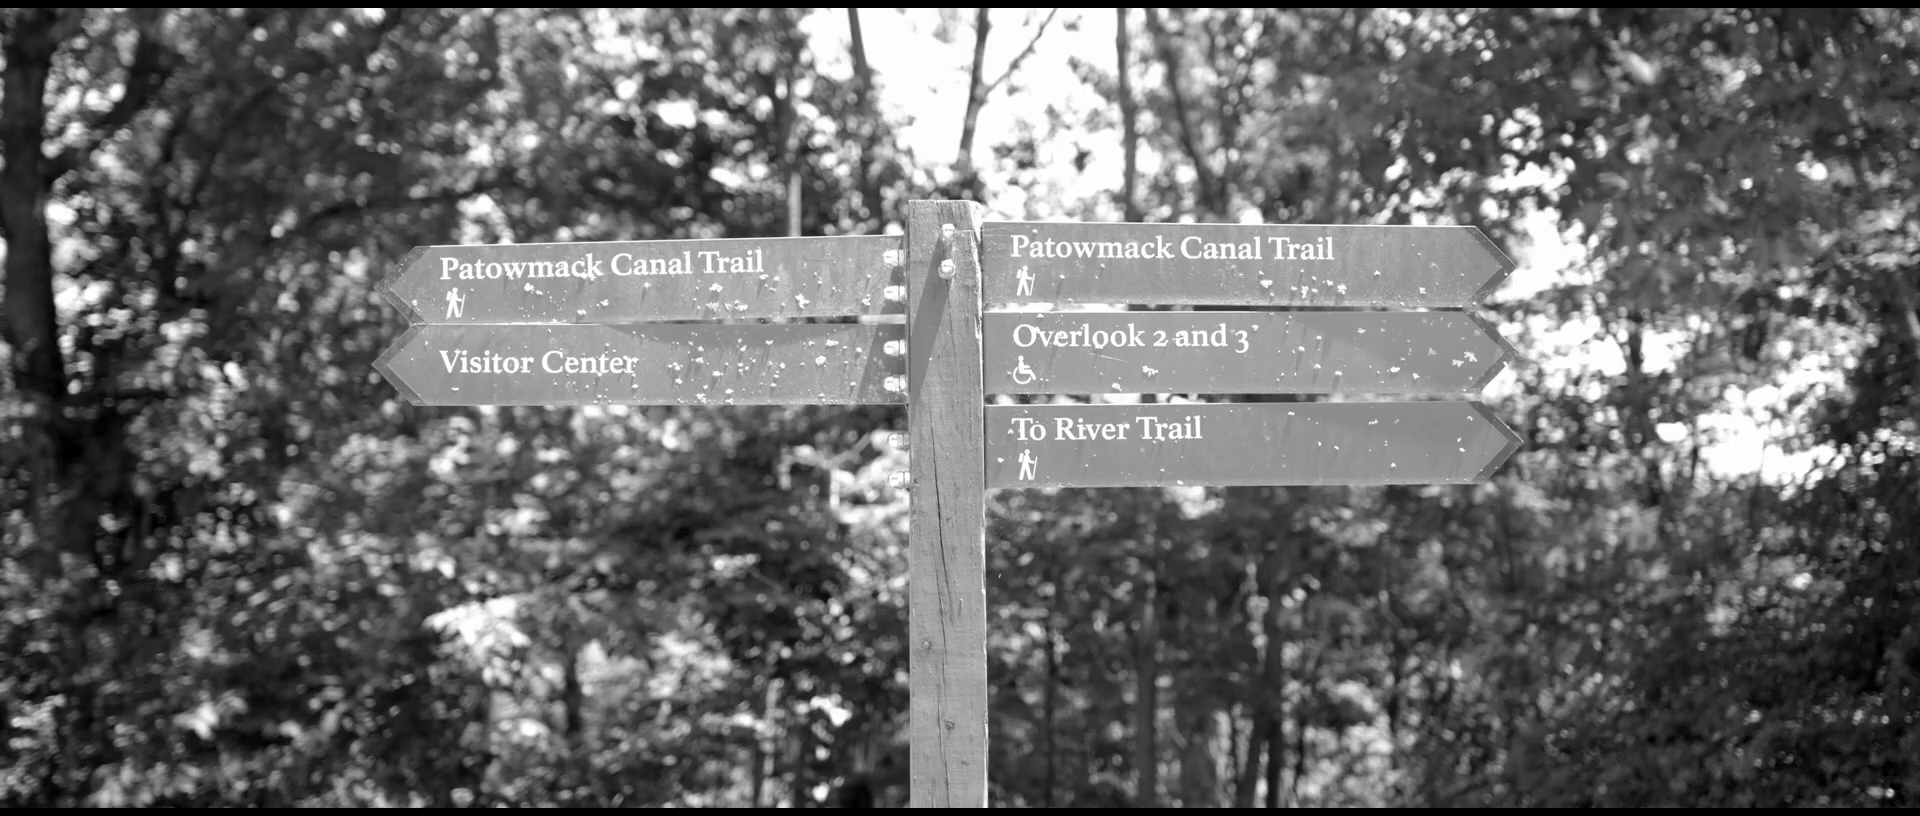 Patowmack Canal Trail
Visitor Center
Patowmack Canal Trail
Overlook 2 and 3
To River Trail